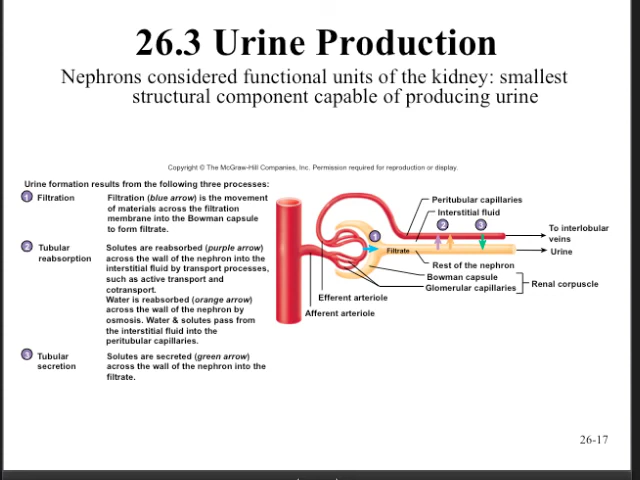 26.3 Urine Production
Nephrons considered functional units of the kidney: smallest
structural component capable of producing urine
Copyright © The McGraw-Hill Companies, Inc. Permission required for reproduction or display.
Urine formation results from the following three processes:
1 Filtration
Filtration (blue arrow) is the movement
of materials across the filtration
membrane into the Bowman capsule
to form filtrate.
2 Tubular
reabsorption
Solutes are reabsorbed (purple arrow)
across the wall of the nephron into the
interstitial fluid by transport processes,
such as active transport and
cotransport.
Water is reabsorbed (orange arrow)
across the wall of the nephron by
osmosis. Water & solutes pass from
the interstitial fluid into the
peritubular capillaries.
3 Tubular
secretion
Solutes are secreted (green arrow)
across the wall of the nephron into the
filtrate.
Peritubular capillaries
Interstitial fluid
2 3
1
To interlobular
veins
Filtrate
Urine
Rest of the nephron
Bowman capsule
Glomerular capillaries
Renal corpuscle
Efferent arteriole
Afferent arteriole
26-17